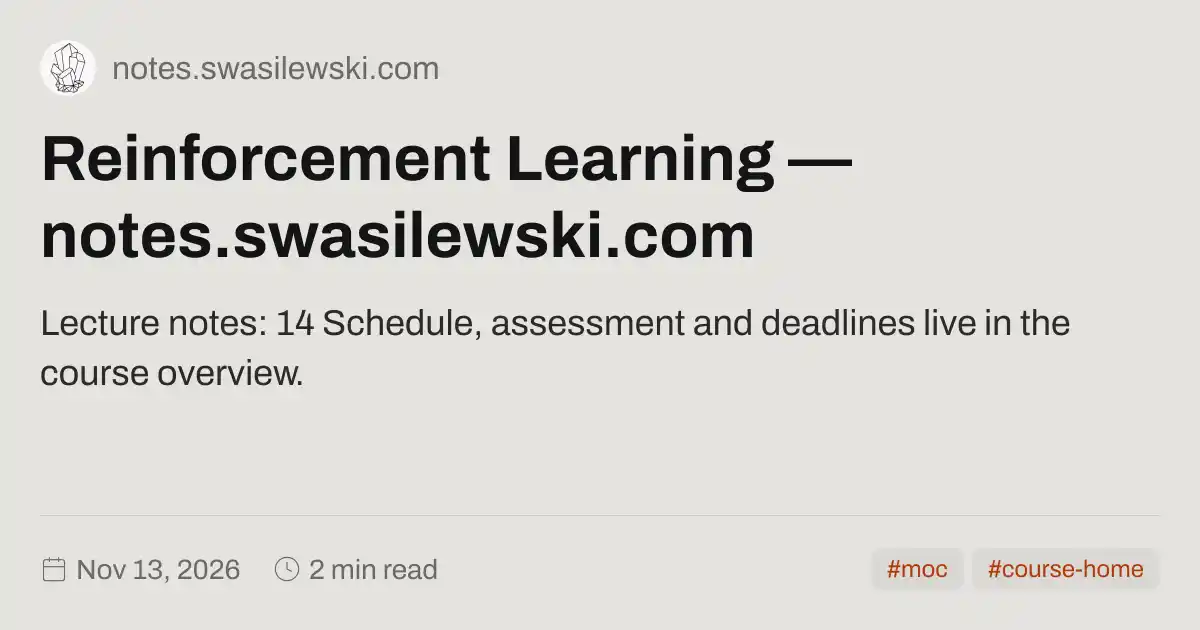 notes.swasilewski.com
Reinforcement Learning —
notes.swasilewski.com
Lecture notes: 14 Schedule, assessment and deadlines live in the
course overview.
Nov 13, 2026 2 min read #moc #course-home